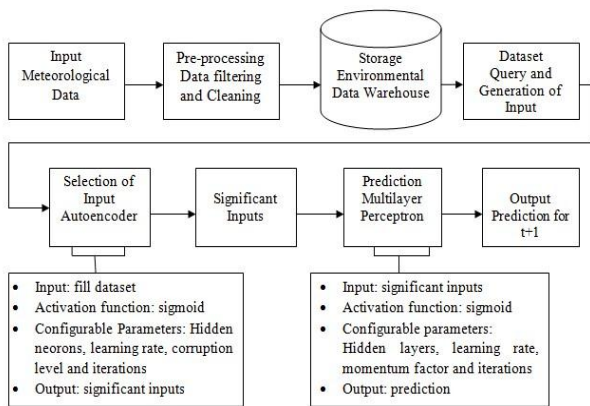 Input
Meteorological
Data
Pre-processing
Data filtering
and Cleaning
Storage
Environmental
Data Warehouse
Dataset
Query and
Generation of
Input
Selection of
Input
Autoencoder
Significant
Inputs
Prediction
Multilayer
Perceptron
Output
Prediction for
t+1
• Input: fill dataset
• Activation function: sigmoid
• Configurable Parameters: Hidden
neorons, learning rate, corruption
level and iterations
• Output: significant inputs
• Input: significant inputs
• Activation function: sigmoid
• Configurable parameters:
Hidden layers, learning rate,
momentum factor and iterations
• Output: prediction